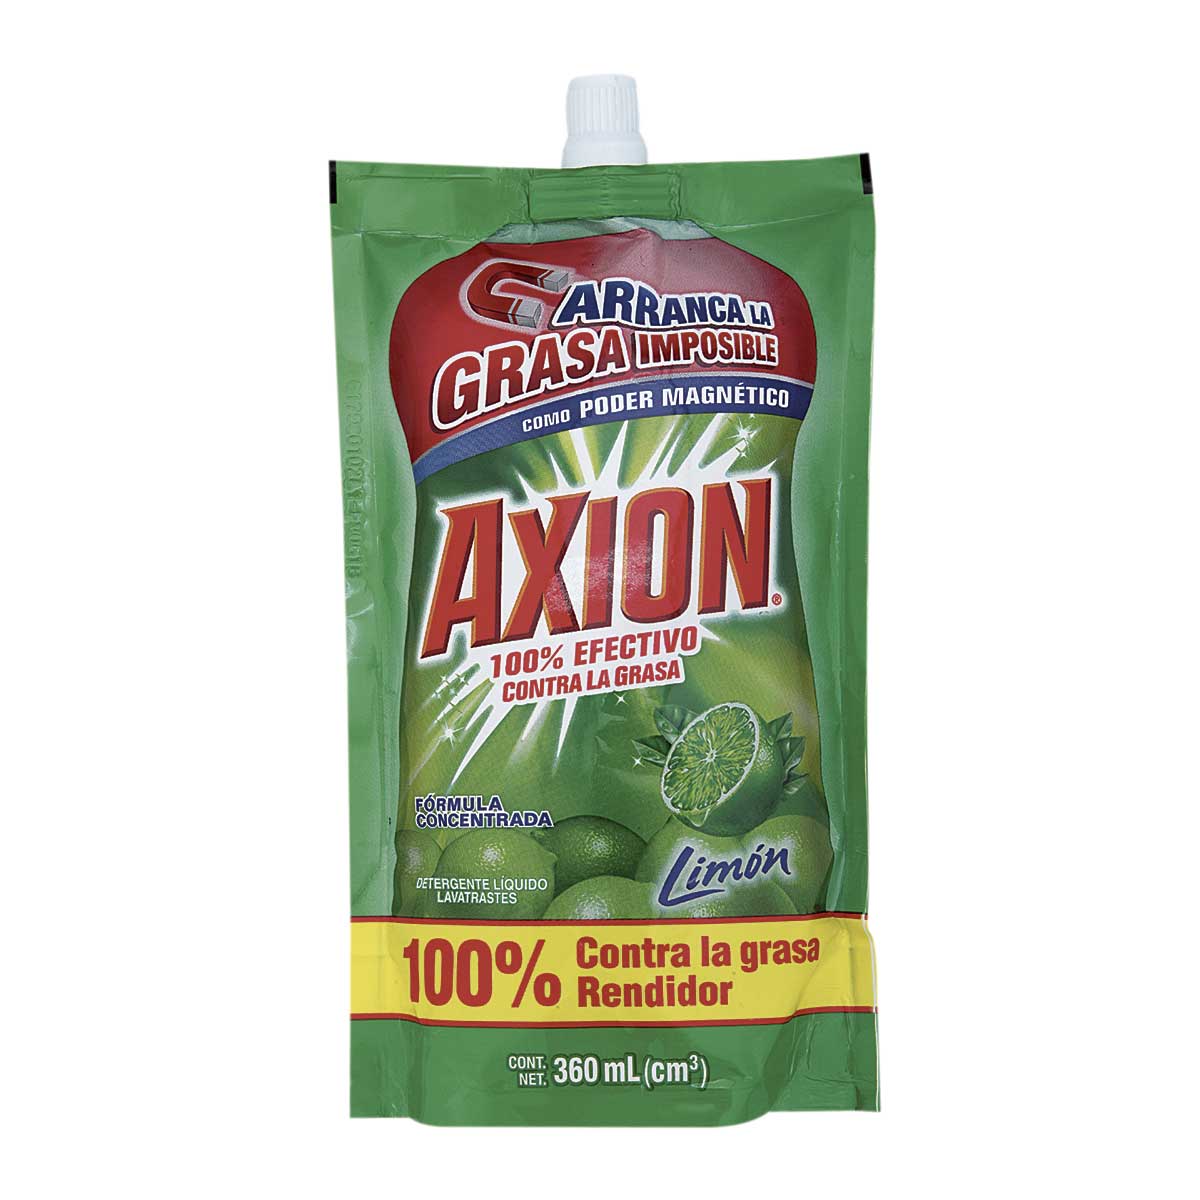 ARRANCA LA
GRASA IMPOSIBLE
COMO PODER MAGNÉTICO
AXION®
100% EFECTIVO
CONTRA LA GRASA
FÓRMULA
CONCENTRADA
Limón
DETERGENTE LÍQUIDO
LAVATRASTES
100% Contra la grasa
Rendidor
CONT.
NET. 360 mL (cm³)